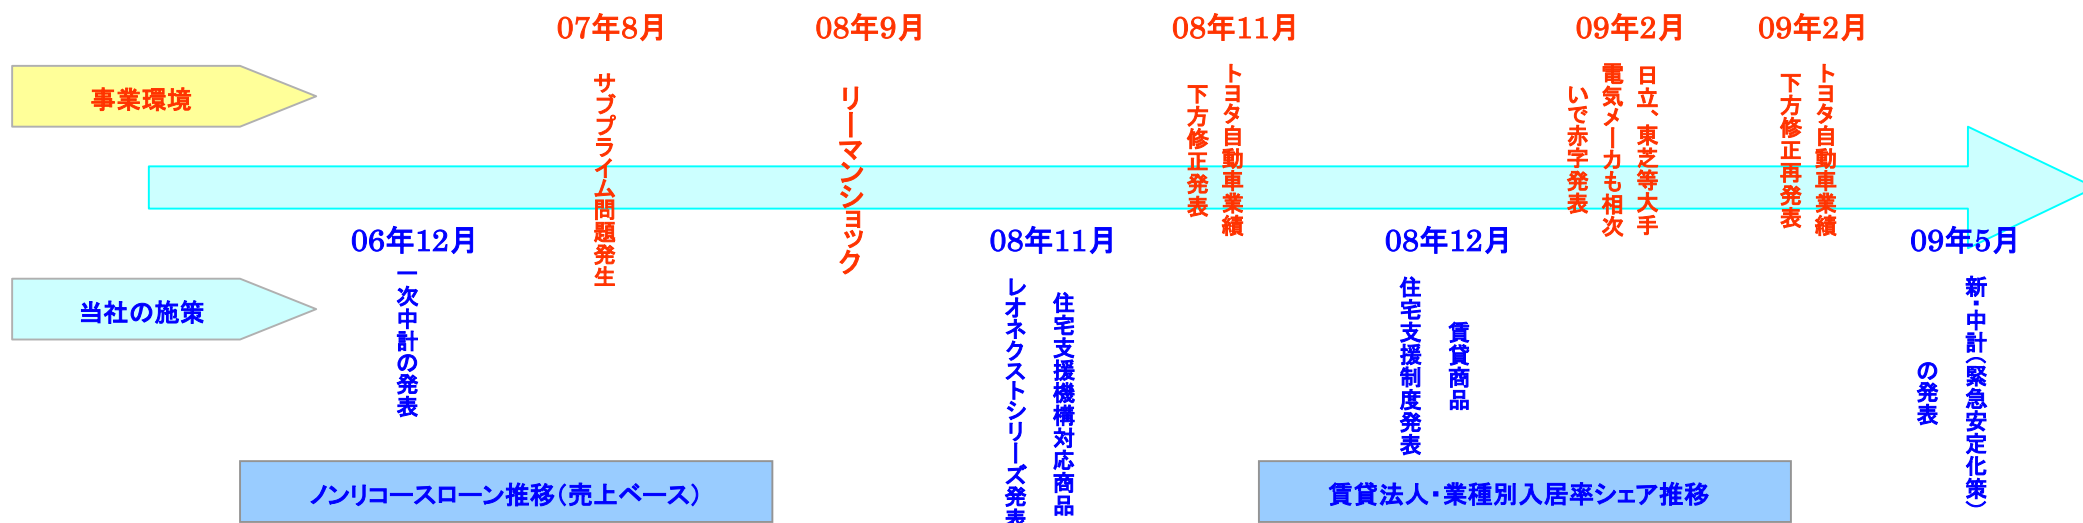 07年8月
08年9月
08年11月
09年2月
09年2月
事業環境
サブプライム問題発生
リーマンショック
トヨタ自動車業績
下方修正発表
日立、東芝等大手
電気メーカも相次
いで赤字発表
トヨタ自動車業績
下方修正再発表
06年12月
08年11月
08年12月
09年5月
当社の施策
一次中計の発表
住宅支援機構対応商品
レオネクストシリーズ発表
賃貸商品
住宅支援制度発表
新・中計(緊急安定化策)
の発表
ノンリコースローン推移(売上ベース)
賃貸法人・業種別入居率シェア推移